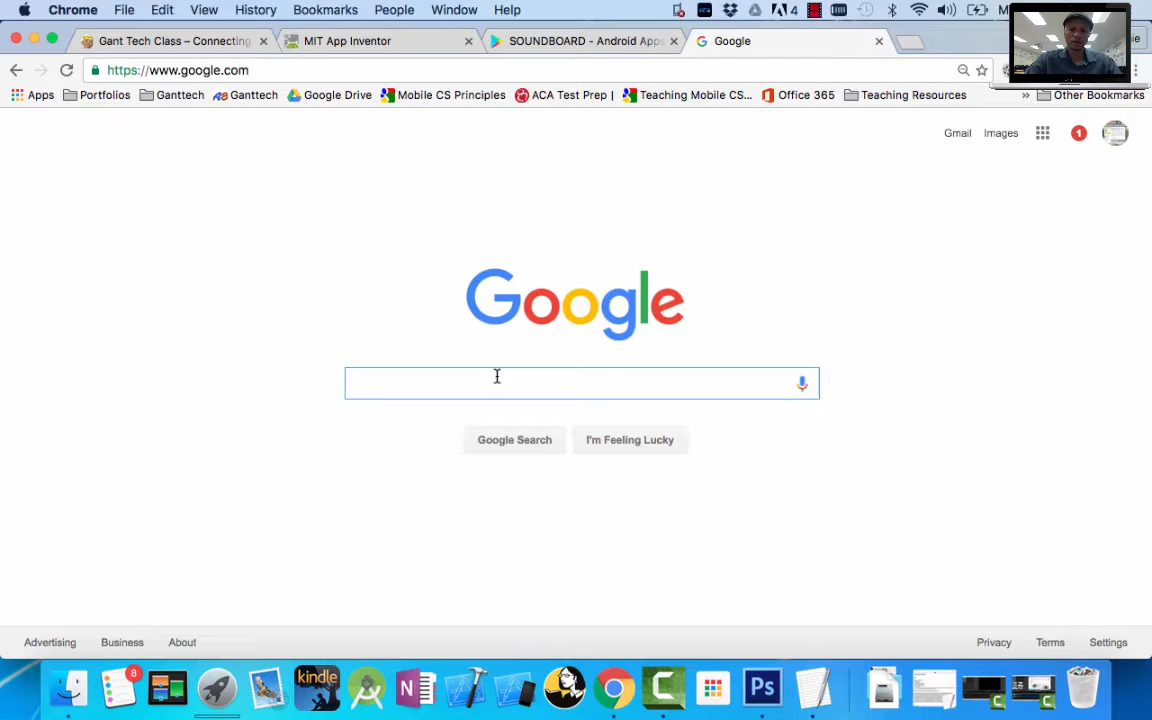 Chrome File Edit View History Bookmarks People Window Help 4
Gant Tech Class – Connecting MIT App Inventor SOUNDBOARD - Android Apps Google
https://www.google.com
Apps Portfolios Ganttech Ganttech Google Drive Mobile CS Principles ACA Test Prep | Teaching Mobile CS... Office 365 Teaching Resources » Other Bookmarks
Gmail Images 1
Google
Google Search I'm Feeling Lucky
Advertising Business About Privacy Terms Settings
8
kindle
N
C
Ps